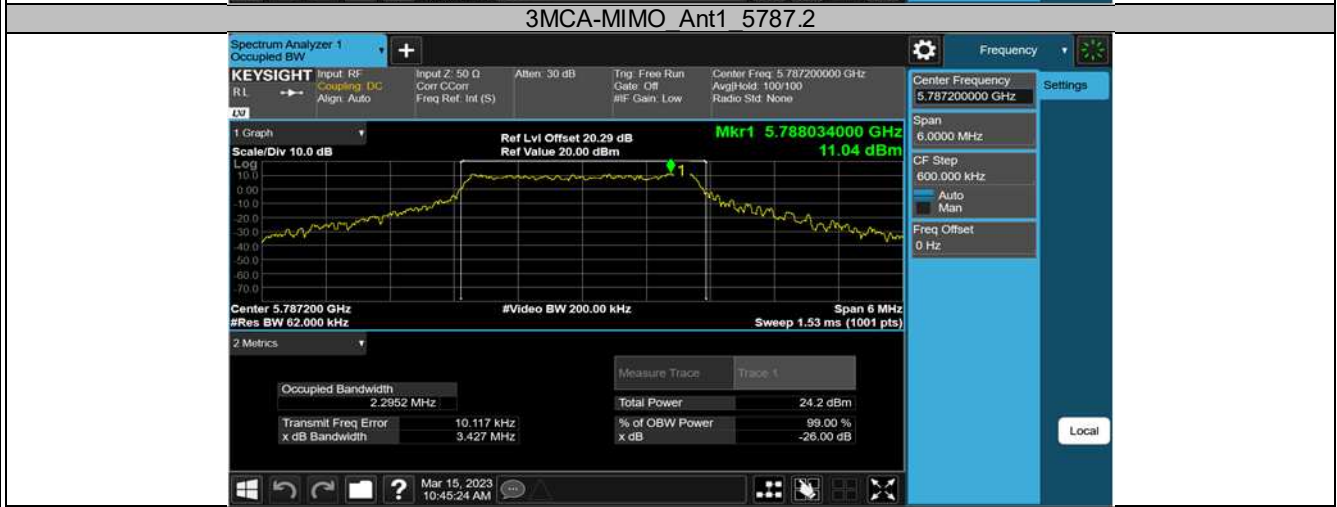 3MCA-MIMO_Ant1_5787.2
Spectrum Analyzer 1
Occupied BW
+
Frequency
KEYSIGHT
RL
LXI
Input: RF
Coupling: DC
Align: Auto
Input Z: 50 Ω
Corr CCorr
Freq Ref: Int (S)
Atten: 30 dB
Trig: Free Run
Gate: Off
#IF Gain: Low
Center Freq: 5.787200000 GHz
Avg|Hold: 100/100
Radio Std: None
Center Frequency
5.787200000 GHz
Settings
Span
6.0000 MHz
CF Step
600.000 kHz
Auto
Man
Freq Offset
0 Hz
1 Graph
Scale/Div 10.0 dB
Ref Lvl Offset 20.29 dB
Ref Value 20.00 dBm
Mkr1 5.788034000 GHz
11.04 dBm
Log
10.0
0.00
-10.0
-20.0
-30.0
-40.0
-50.0
-60.0
-70.0
1
Center 5.787200 GHz
#Video BW 200.00 kHz
Span 6 MHz
#Res BW 62.000 kHz
Sweep 1.53 ms (1001 pts)
2 Metrics
Measure Trace
Trace 1
Occupied Bandwidth
2.2952 MHz
Total Power
24.2 dBm
Transmit Freq Error
10.117 kHz
% of OBW Power
99.00 %
x dB Bandwidth
3.427 MHz
x dB
-26.00 dB
Local
?
Mar 15, 2023
10:45:24 AM